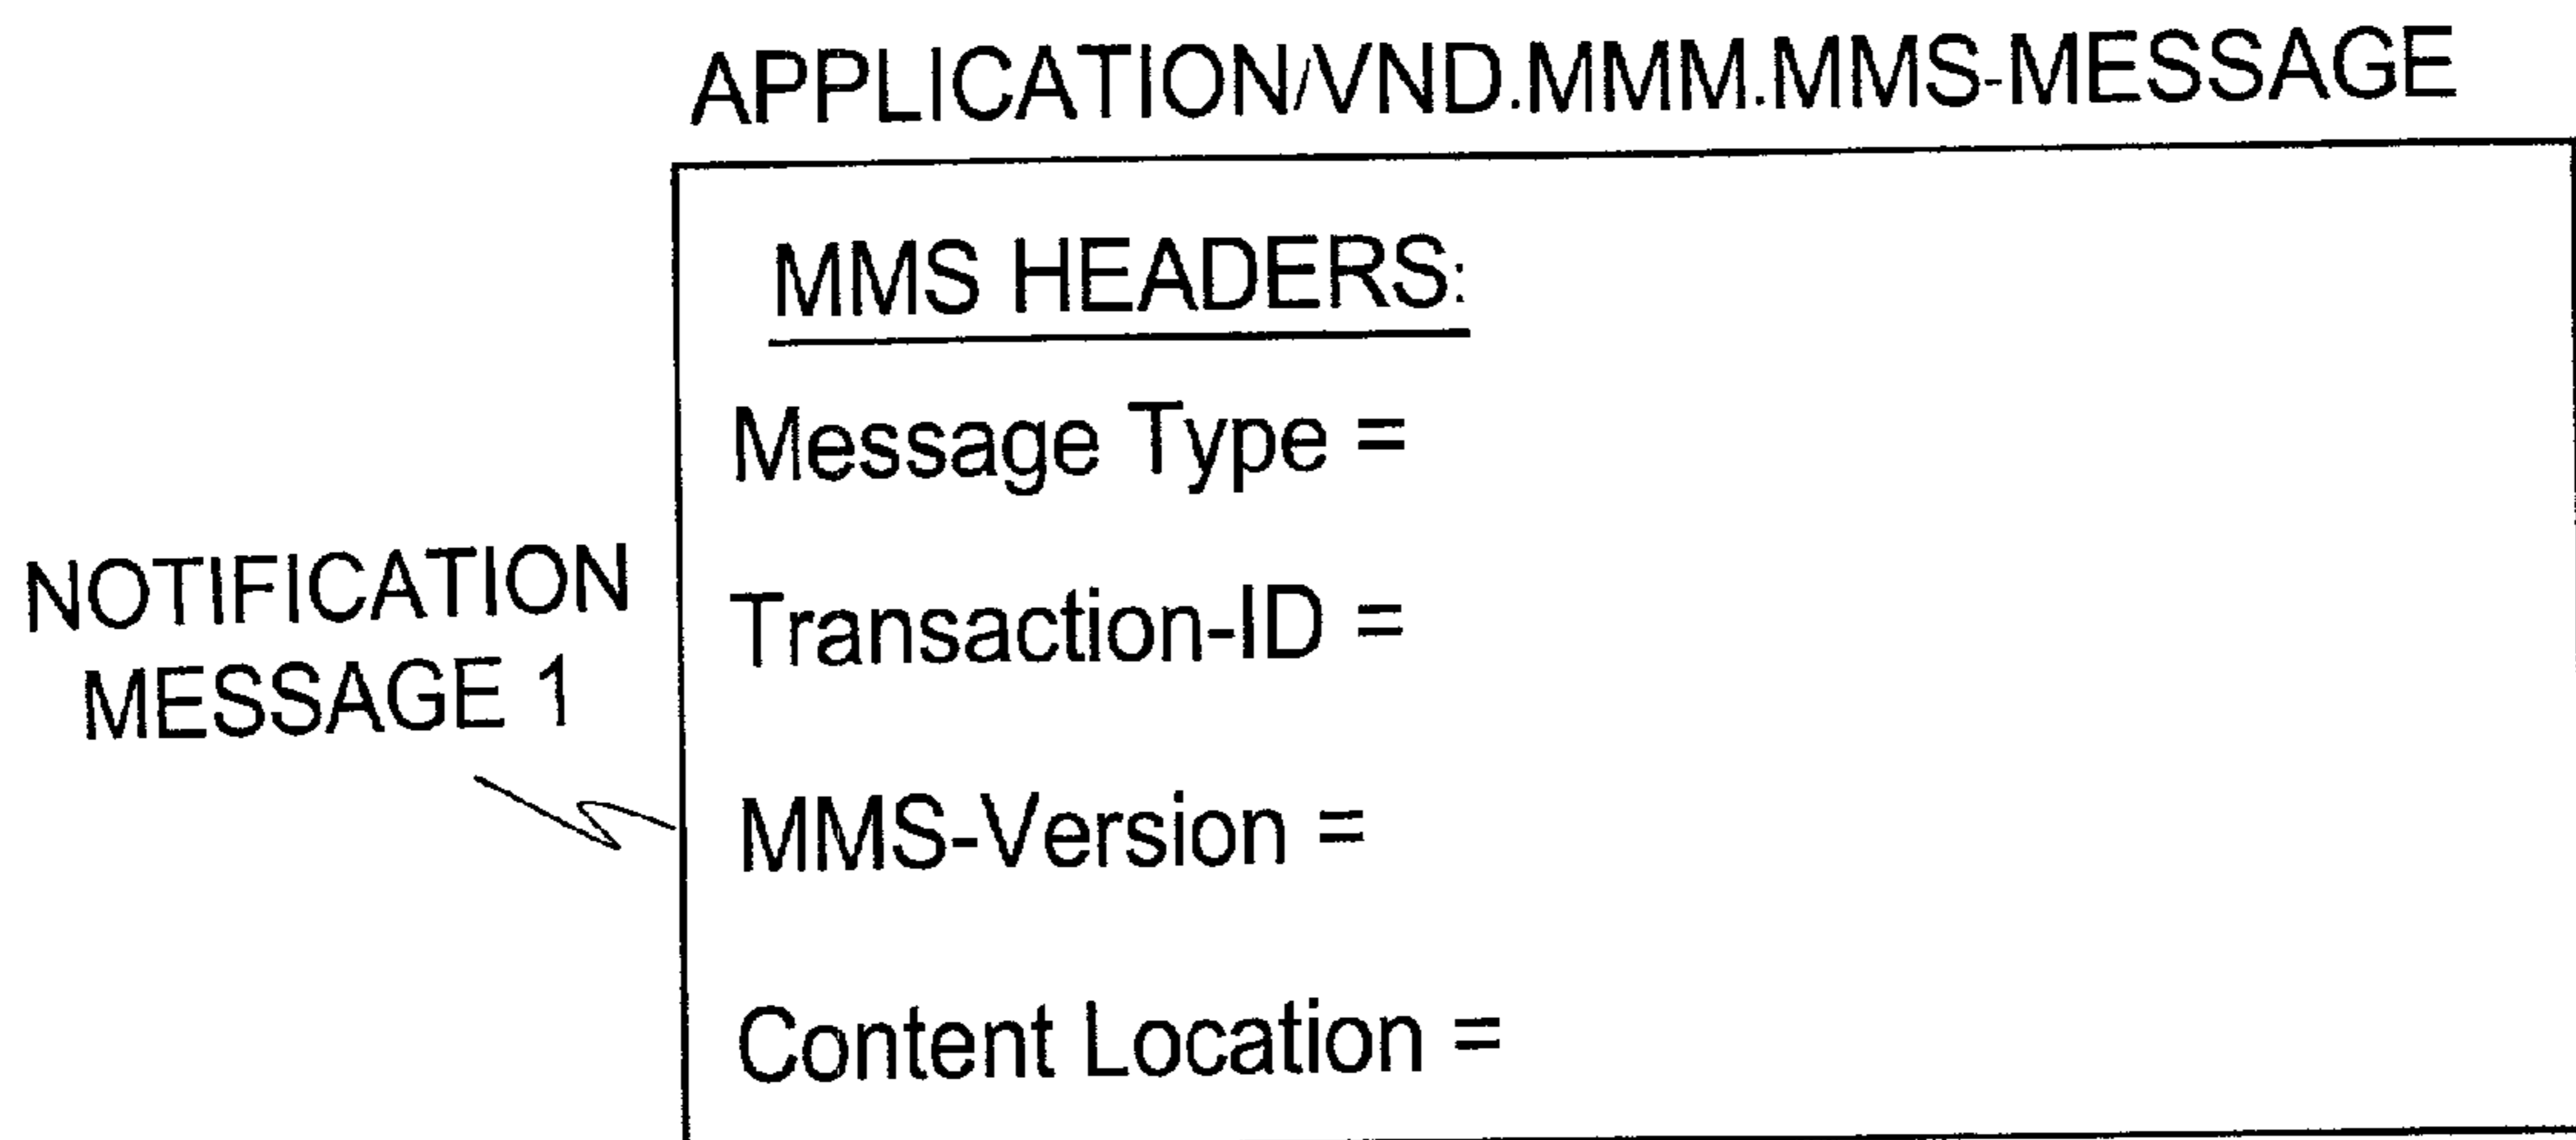 APPLICATION/VND.MMM.MMS-MESSAGE
MMS HEADERS:
Message Type =
Transaction-ID =
NOTIFICATION
MESSAGE 1
MMS-Version =
Content Location =